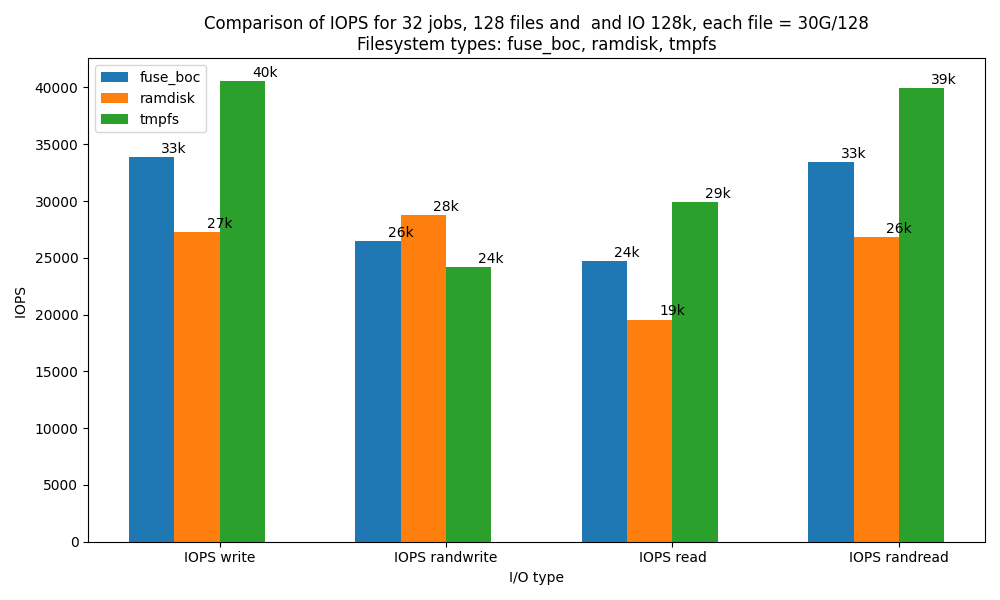 Comparison of IOPS for 32 jobs, 128 files and  and IO 128k, each file = 30G/128
Filesystem types: fuse_boc, ramdisk, tmpfs
fuse_boc
ramdisk
tmpfs
40k
33k
27k
26k
28k
24k
24k
19k
29k
33k
26k
39k
40000
35000
30000
25000
20000
15000
10000
5000
0
IOPS
IOPS write
IOPS randwrite
IOPS read
IOPS randread
I/O type